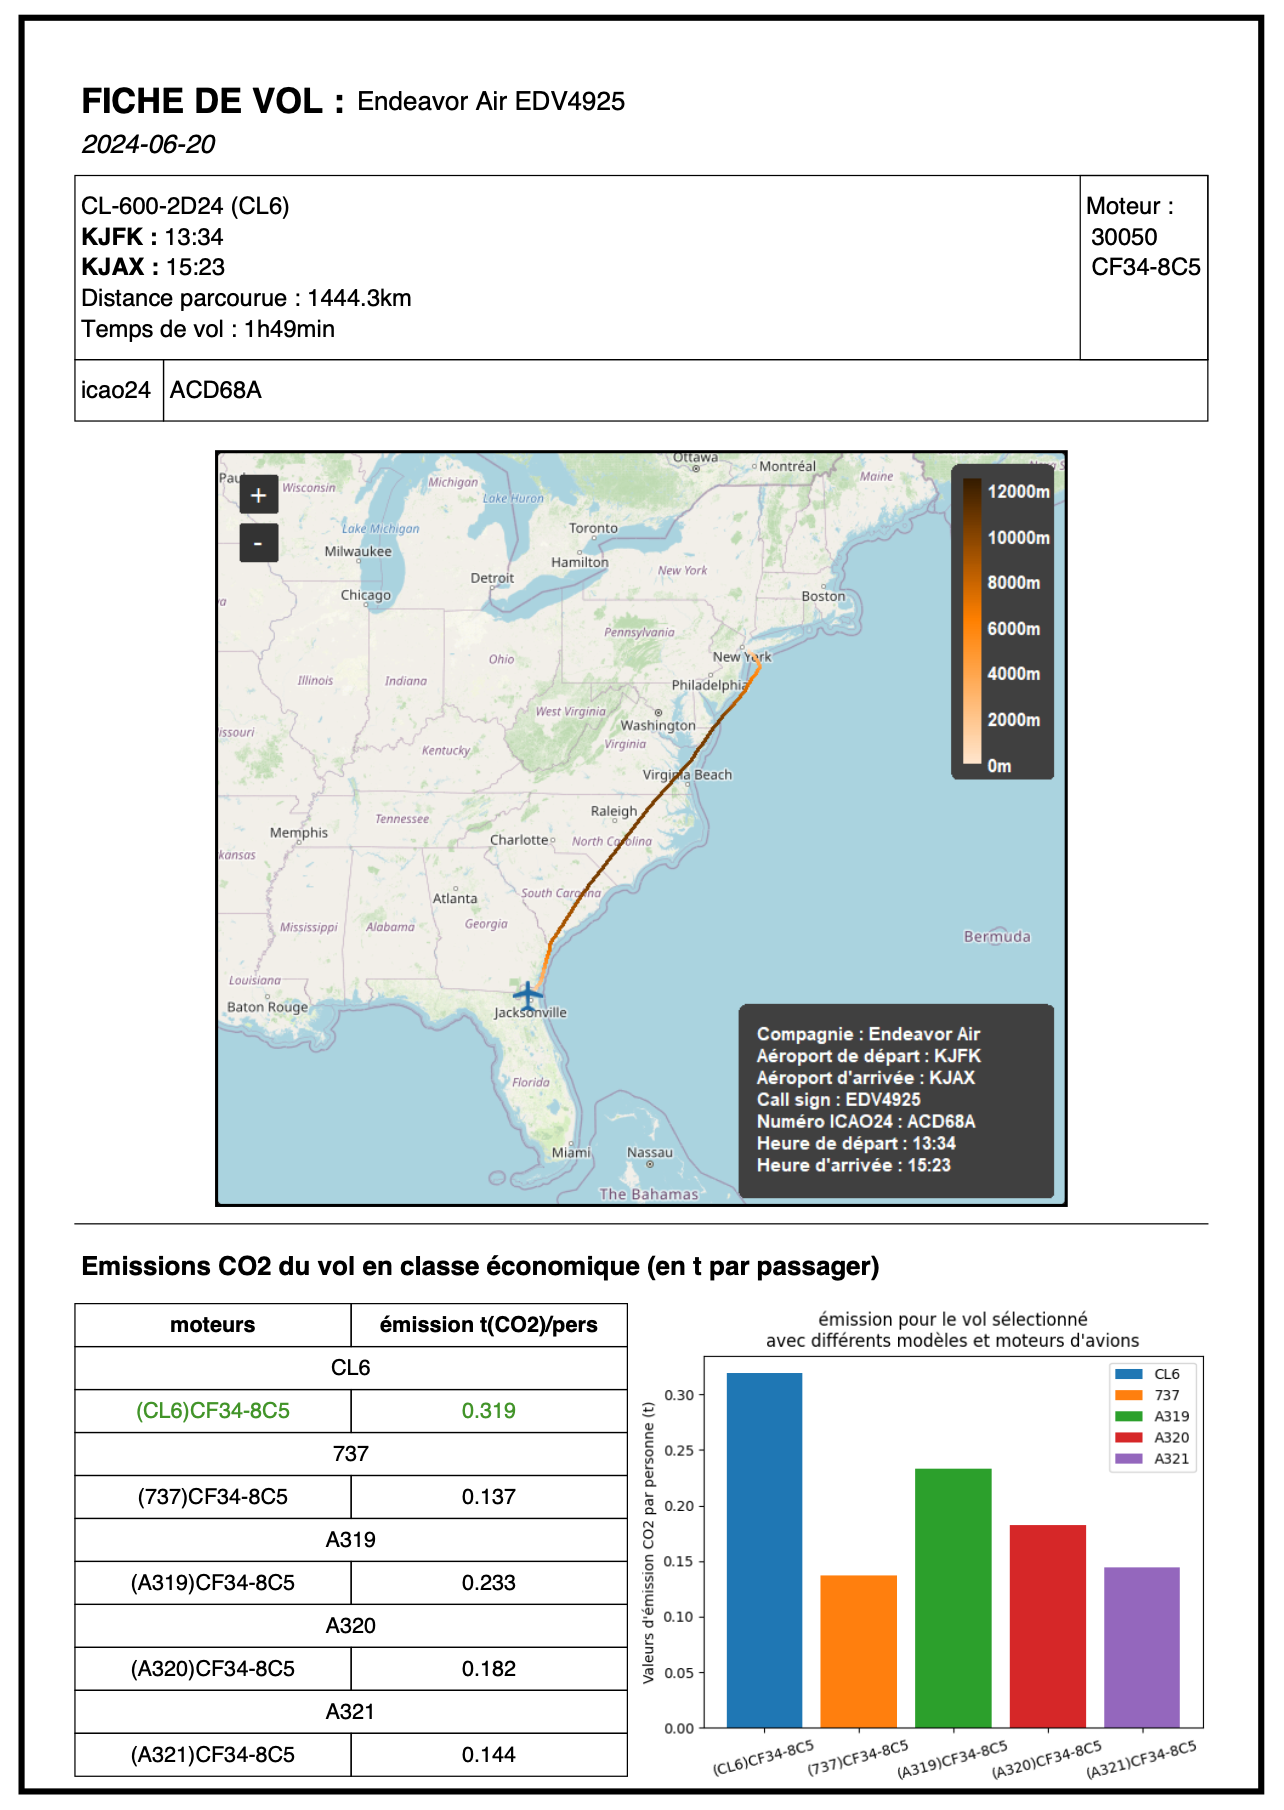 FICHE DE VOL : Endeavor Air EDV4925
2024-06-20
CL-600-2D24 (CL6)
KJFK : 13:34
KJAX : 15:23
Distance parcourue : 1444.3km
Temps de vol : 1h49min
Moteur :
30050
CF34-8C5
icao24 ACD68A
Ottawa
Montréal
Maine
Wisconsin
Michigan
Lake Huron
+
-
Lake Michigan
Toronto
Milwaukee
Hamilton
New York
Detroit
Chicago
Boston
12000m
10000m
8000m
6000m
4000m
2000m
0m
Pennsylvania
Ohio
New York
Illinois
Indiana
Philadelphia
West Virginia
Washington
issouri
Virginia
Kentucky
Virginia Beach
Raleigh
Tennessee
Memphis
Charlotte
North Carolina
kansas
South Carolina
Atlanta
Mississippi
Alabama
Georgia
Bermuda
Louisiana
Baton Rouge
Jacksonville
Florida
Miami
Nassau
The Bahamas
Compagnie : Endeavor Air
Aéroport de départ : KJFK
Aéroport d'arrivée : KJAX
Call sign : EDV4925
Numéro ICAO24 : ACD68A
Heure de départ : 13:34
Heure d'arrivée : 15:23
Emissions CO2 du vol en classe économique (en t par passager)
moteurs émission t(CO2)/pers
CL6
(CL6)CF34-8C5 0.319
737
(737)CF34-8C5 0.137
A319
(A319)CF34-8C5 0.233
A320
(A320)CF34-8C5 0.182
A321
(A321)CF34-8C5 0.144
émission pour le vol sélectionné
avec différents modèles et moteurs d'avions
Valeurs d'émission CO2 par personne (t)
0.30
0.25
0.20
0.15
0.10
0.05
0.00
CL6
737
A319
A320
A321
(CL6)CF34-8C5
(737)CF34-8C5
(A319)CF34-8C5
(A320)CF34-8C5
(A321)CF34-8C5